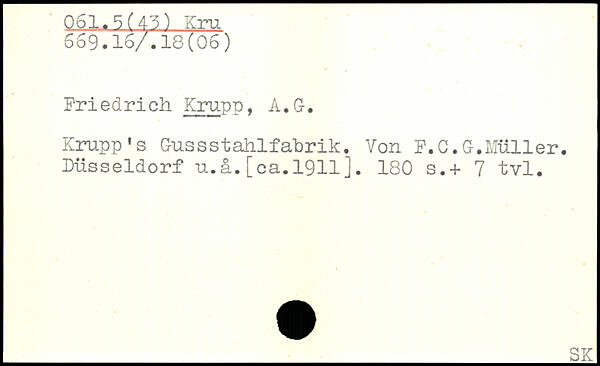 061.5(43) Kru
669.16/.18(06)
Friedrich Krupp, A.G.
Krupp's Gussstahlfabrik. Von F.C.G.Müller.
Düsseldorf u.å.[ca.1911]. 180 s.+ 7 tvl.
SK